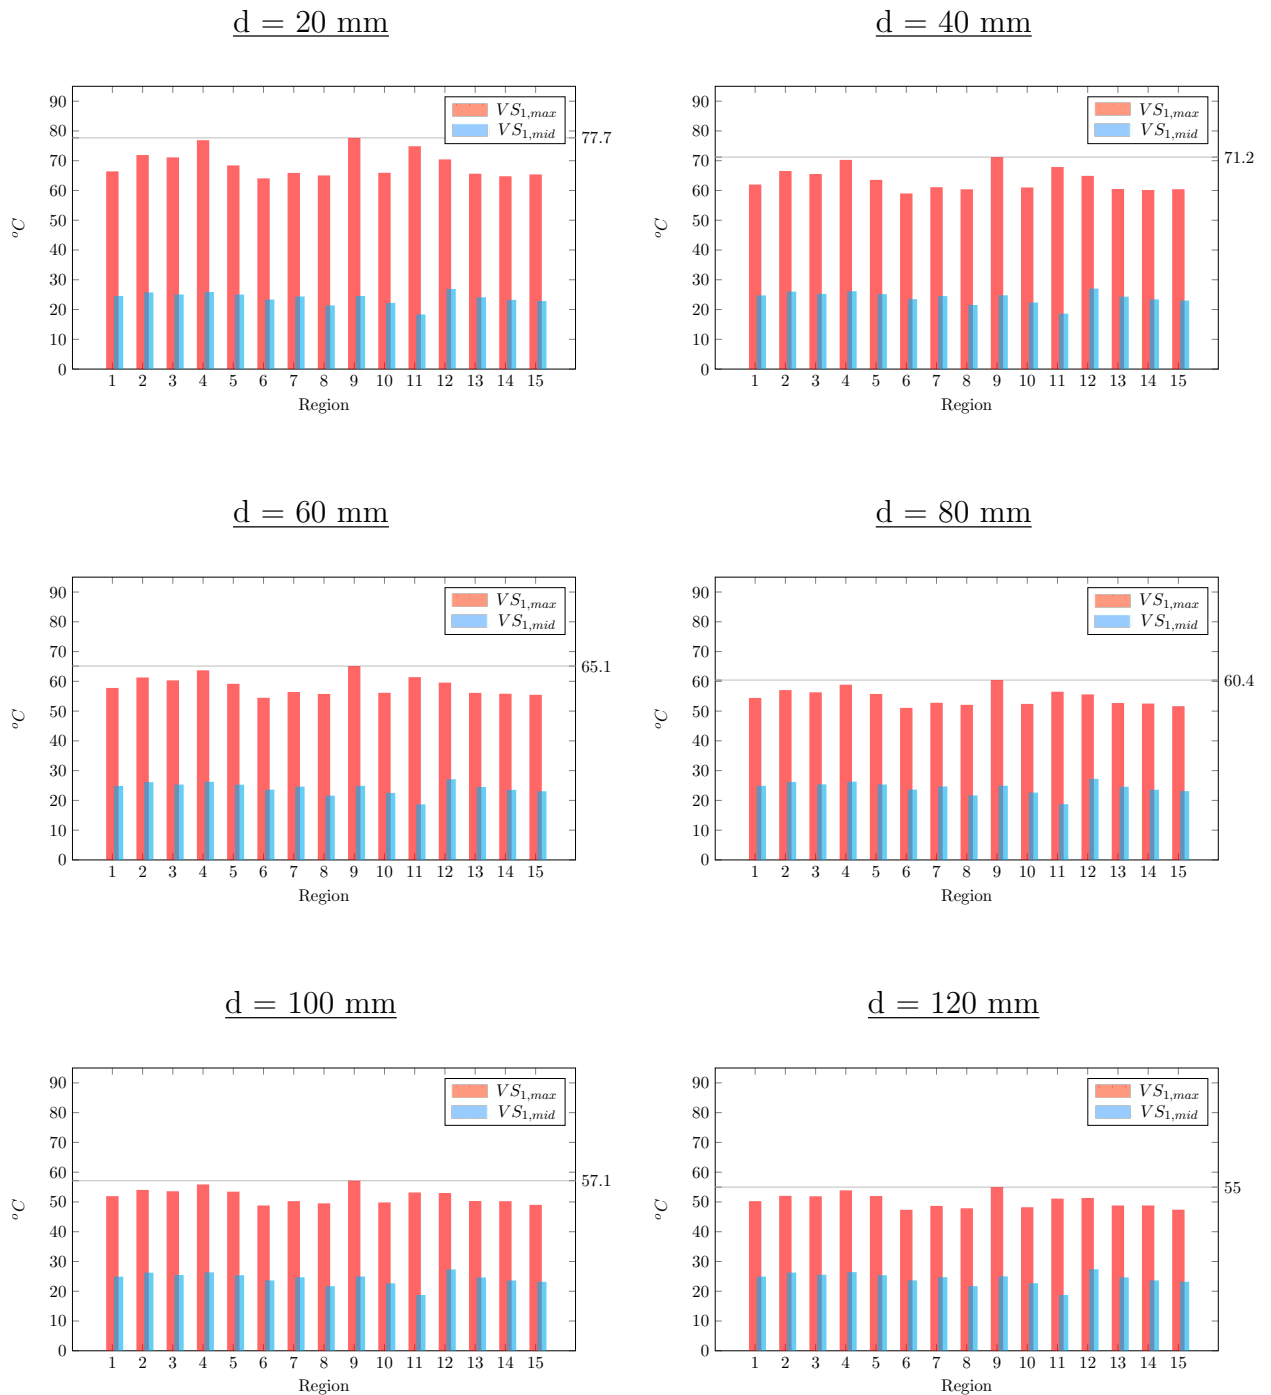 d = 20 mm
d = 40 mm
90
80
70
60
50
40
30
20
10
0
°C
VS1,max
VS1,mid
77.7
1 2 3 4 5 6 7 8 9 10 11 12 13 14 15
Region
90
80
70
60
50
40
30
20
10
0
°C
VS1,max
VS1,mid
71.2
1 2 3 4 5 6 7 8 9 10 11 12 13 14 15
Region
d = 60 mm
d = 80 mm
90
80
70
60
50
40
30
20
10
0
°C
VS1,max
VS1,mid
65.1
1 2 3 4 5 6 7 8 9 10 11 12 13 14 15
Region
90
80
70
60
50
40
30
20
10
0
°C
VS1,max
VS1,mid
60.4
1 2 3 4 5 6 7 8 9 10 11 12 13 14 15
Region
d = 100 mm
d = 120 mm
90
80
70
60
50
40
30
20
10
0
°C
VS1,max
VS1,mid
57.1
1 2 3 4 5 6 7 8 9 10 11 12 13 14 15
Region
90
80
70
60
50
40
30
20
10
0
°C
VS1,max
VS1,mid
55
1 2 3 4 5 6 7 8 9 10 11 12 13 14 15
Region